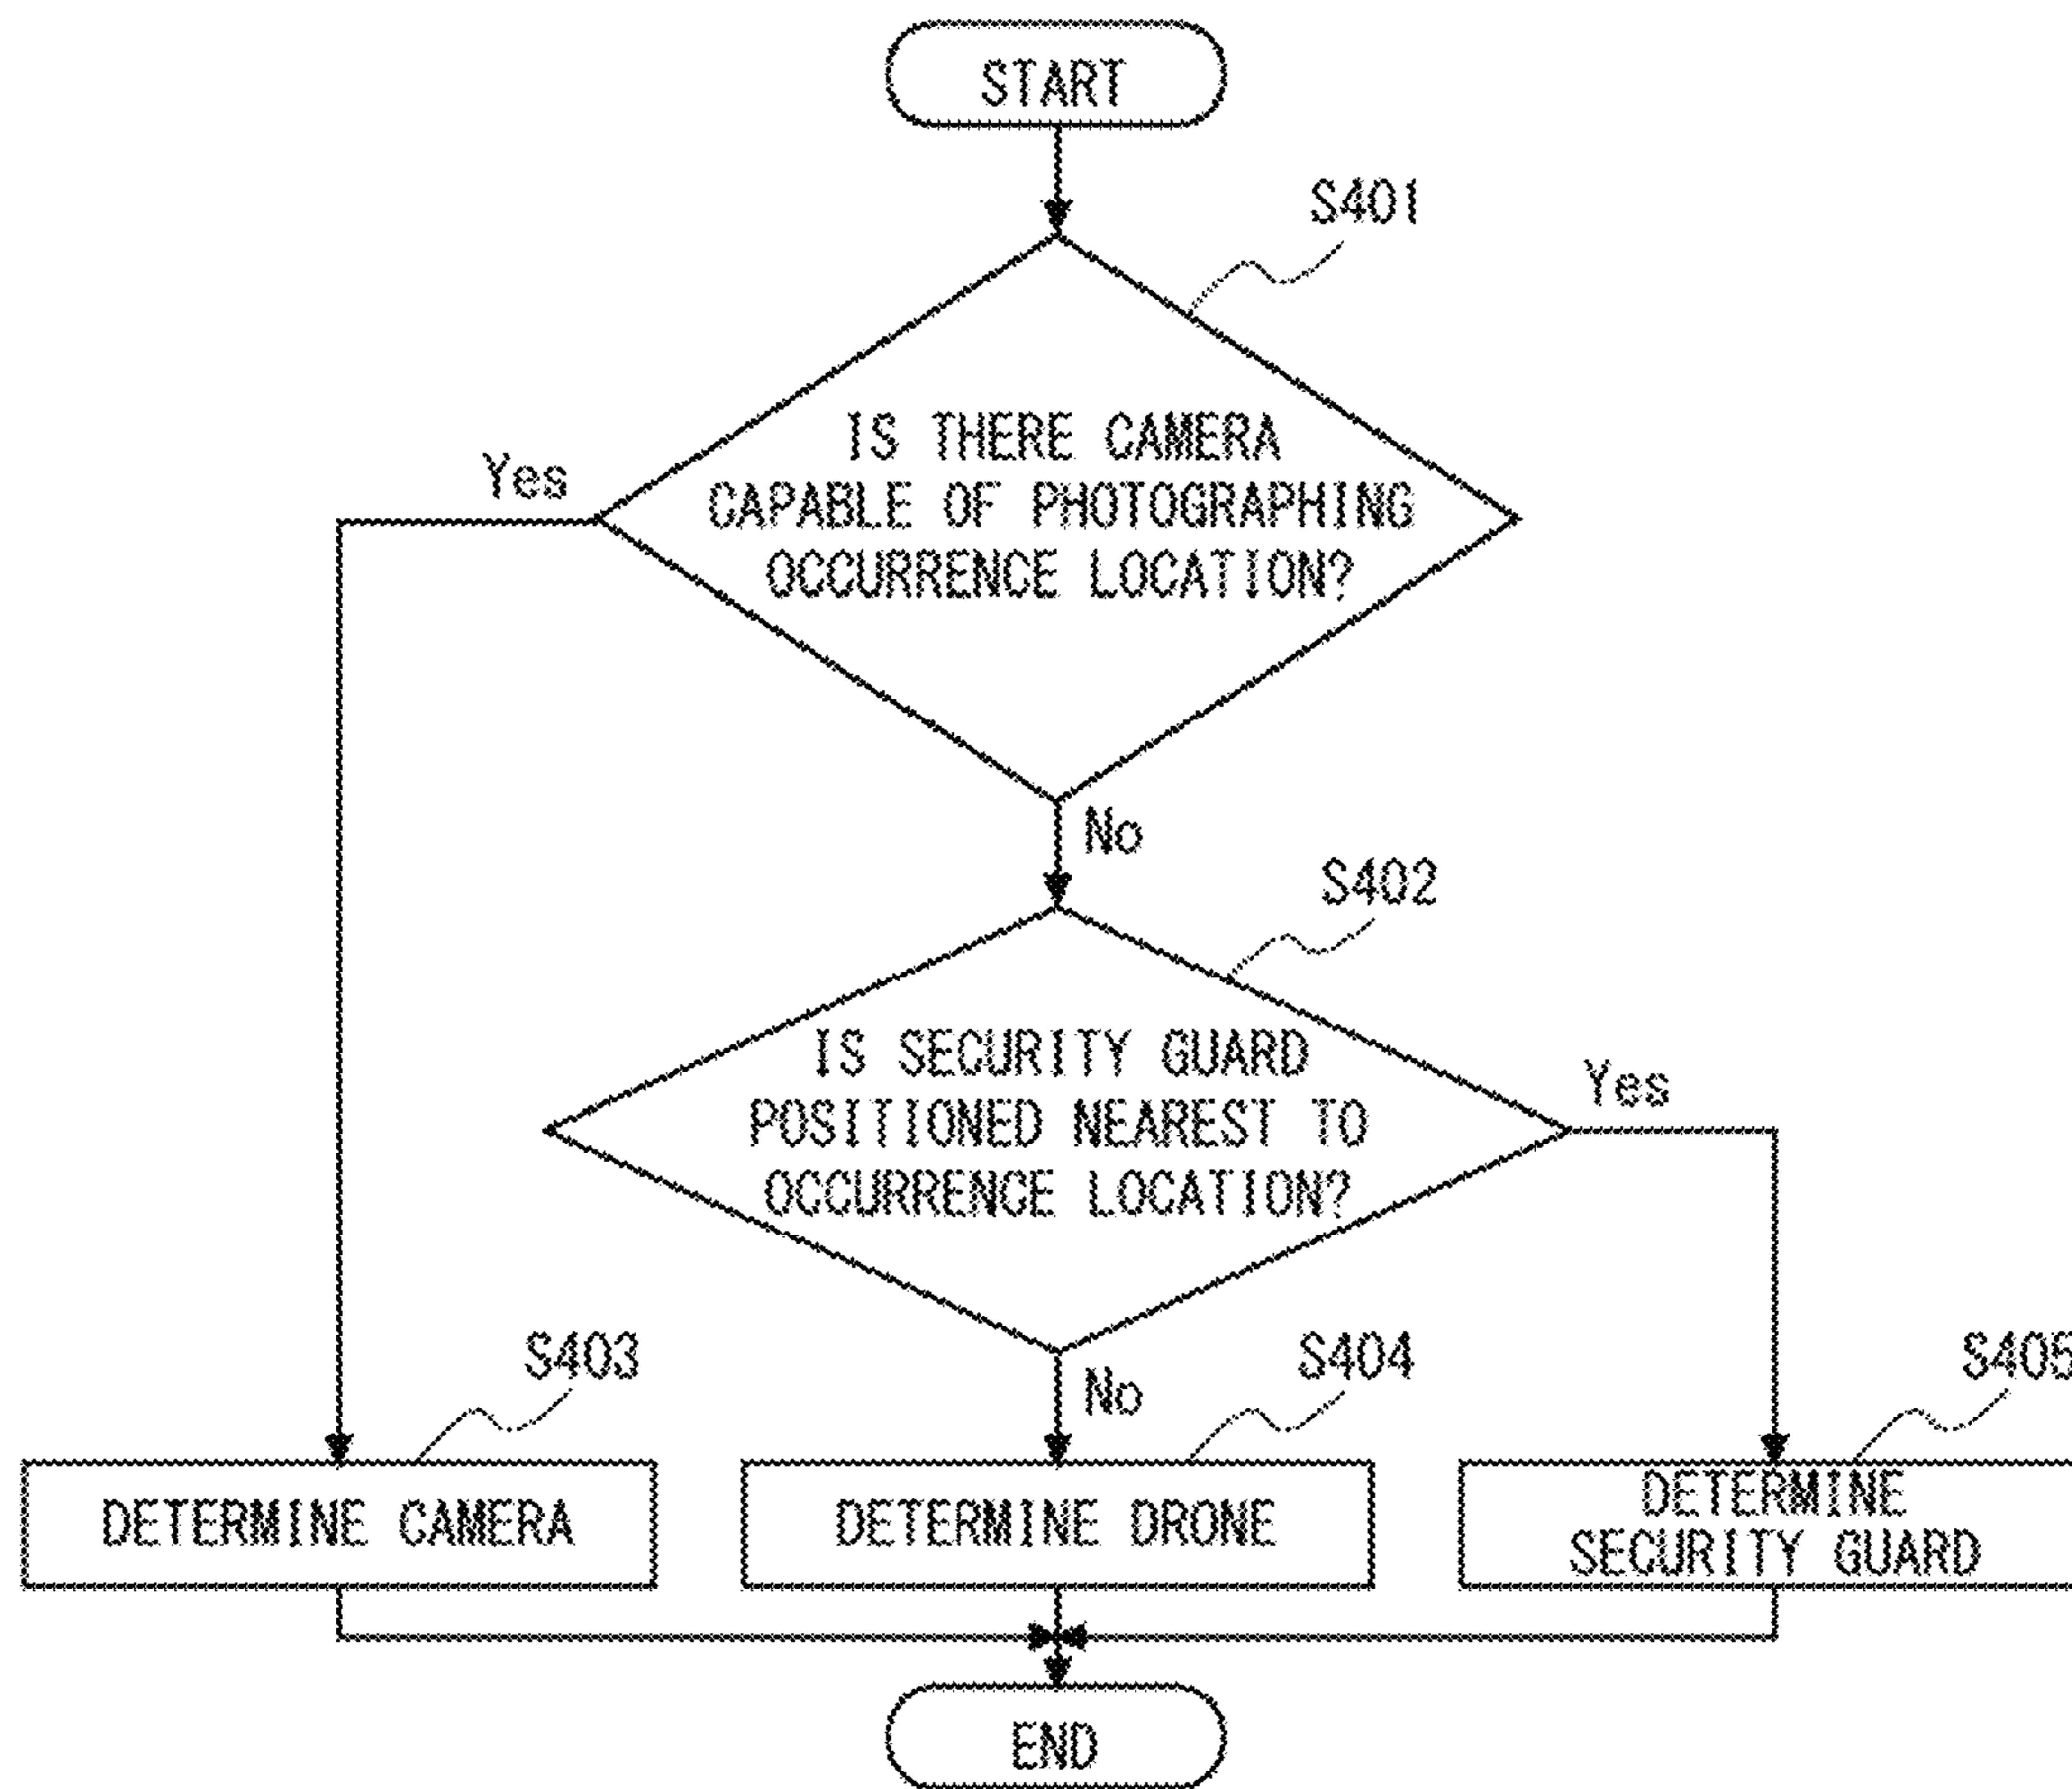 START
S401
IS THERE CAMERA
CAPABLE OF PHOTOGRAPHING
OCCURRENCE LOCATION?
Yes
No
S402
IS SECURITY GUARD
POSITIONED NEAREST TO
OCCURRENCE LOCATION?
Yes
No
S403
DETERMINE CAMERA
S404
DETERMINE DRONE
S405
DETERMINE
SECURITY GUARD
END